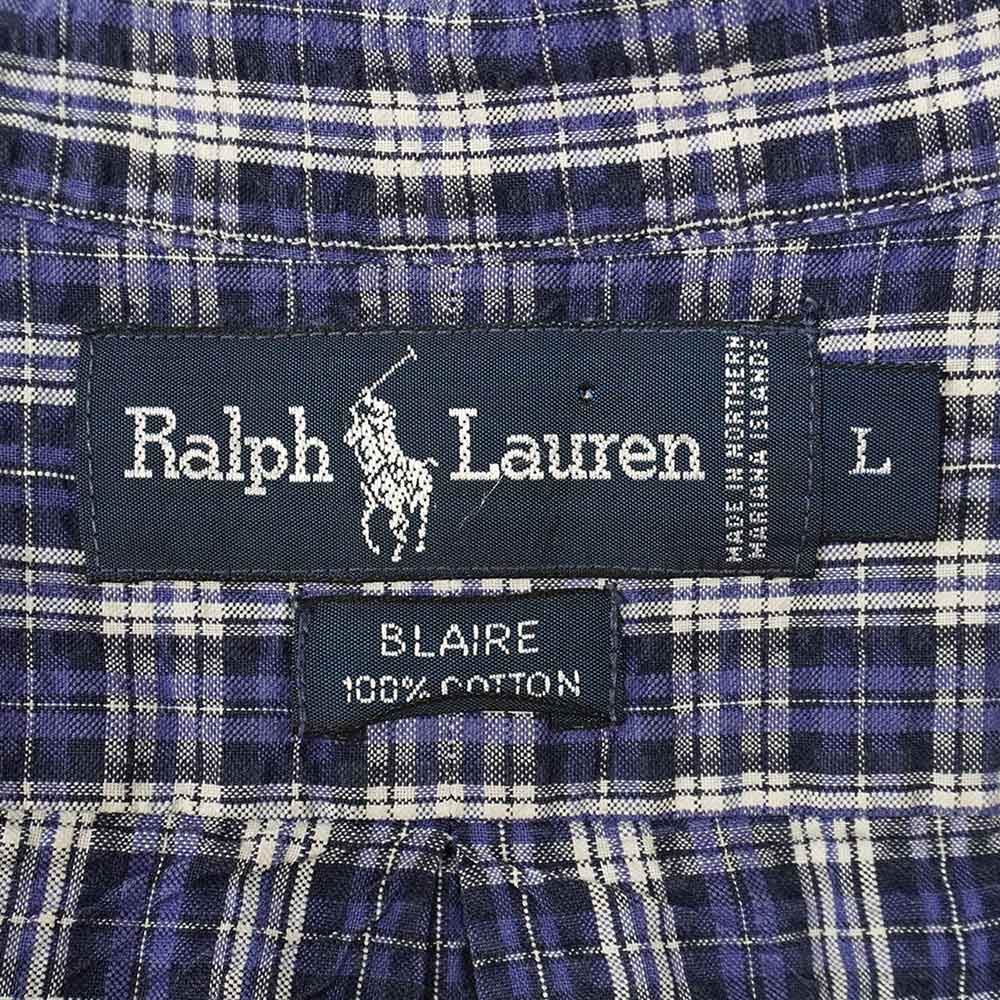 Ralph Lauren
MADE IN NORTHERN
MARIANA ISLANDS
L
BLAIRE
100% COTTON